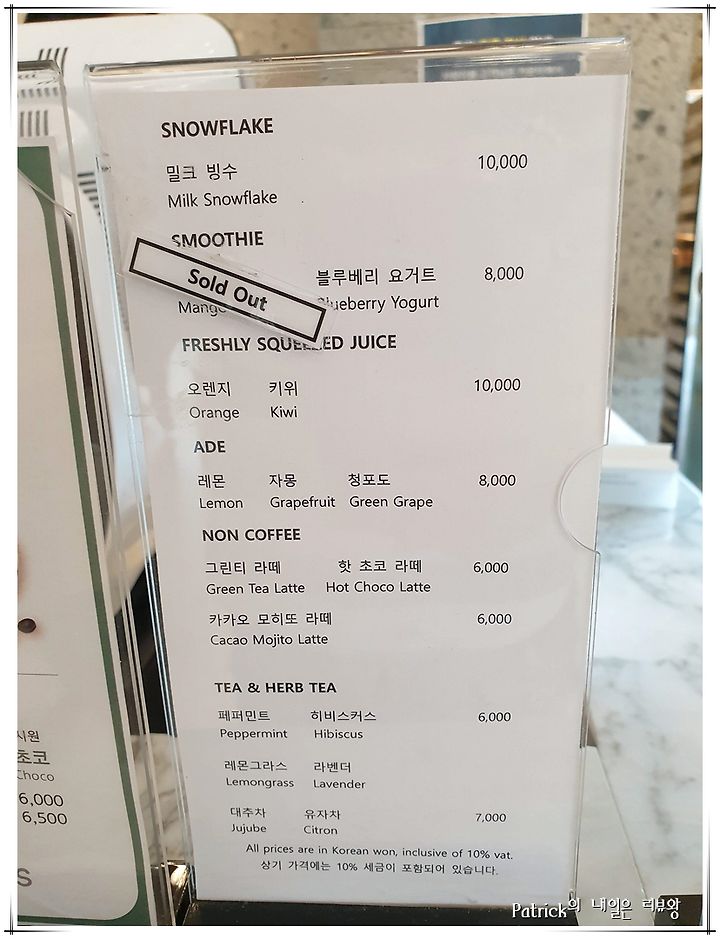 SNOWFLAKE
밀크 빙수 10,000
Milk Snowflake
SMOOTHIE
Sold Out
블루베리 요거트 8,000
Mango Blueberry Yogurt
FRESHLY SQUEEZED JUICE
오렌지 키위 10,000
Orange Kiwi
ADE
레몬 자몽 청포도 8,000
Lemon Grapefruit Green Grape
NON COFFEE
그린티 라떼 핫 초코 라떼 6,000
Green Tea Latte Hot Choco Latte
카카오 모히또 라떼 6,000
Cacao Mojito Latte
TEA & HERB TEA
페퍼민트 히비스커스 6,000
Peppermint Hibiscus
레몬그라스 라벤더
Lemongrass Lavender
대추차 유자차 7,000
Jujube Citron
All prices are in Korean won, inclusive of 10% vat.
상기 가격에는 10% 세금이 포함되어 있습니다.
시원
초코
Choco
6,000
6,500
S
Patrick의 내일은 리뷰왕